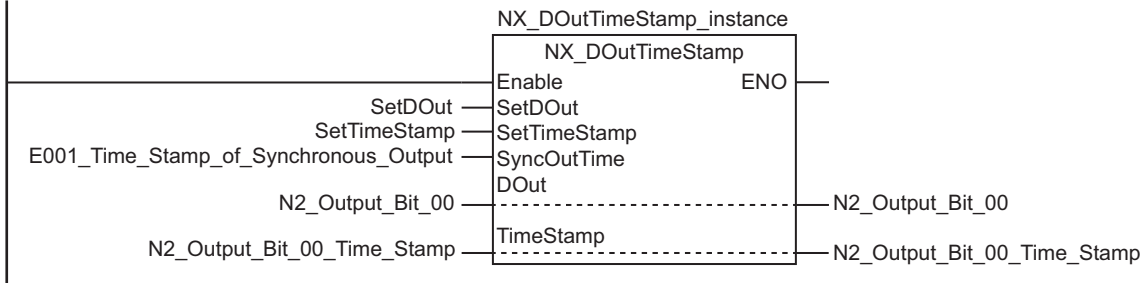 NX_DOutTimeStamp_instance
NX_DOutTimeStamp
Enable ENO
SetDOut SetDOut
SetTimeStamp SetTimeStamp
E001_Time_Stamp_of_Synchronous_Output SyncOutTime
DOut
N2_Output_Bit_00 N2_Output_Bit_00
TimeStamp
N2_Output_Bit_00_Time_Stamp N2_Output_Bit_00_Time_Stamp